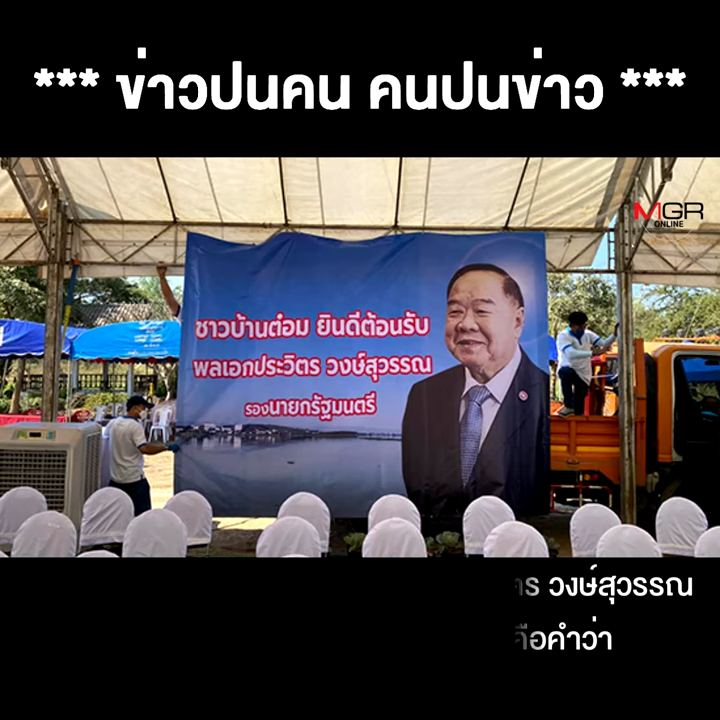 *** ข่าวปนคน คนปนข่าว ***
MGR
ONLINE
ชาวบ้านต๋อม ยินดีต้อนรับ
พลเอกประวิตร วงษ์สุวรรณ
รองนายกรัฐมนตรี
วงษ์สุวรรณ
คือคำว่า